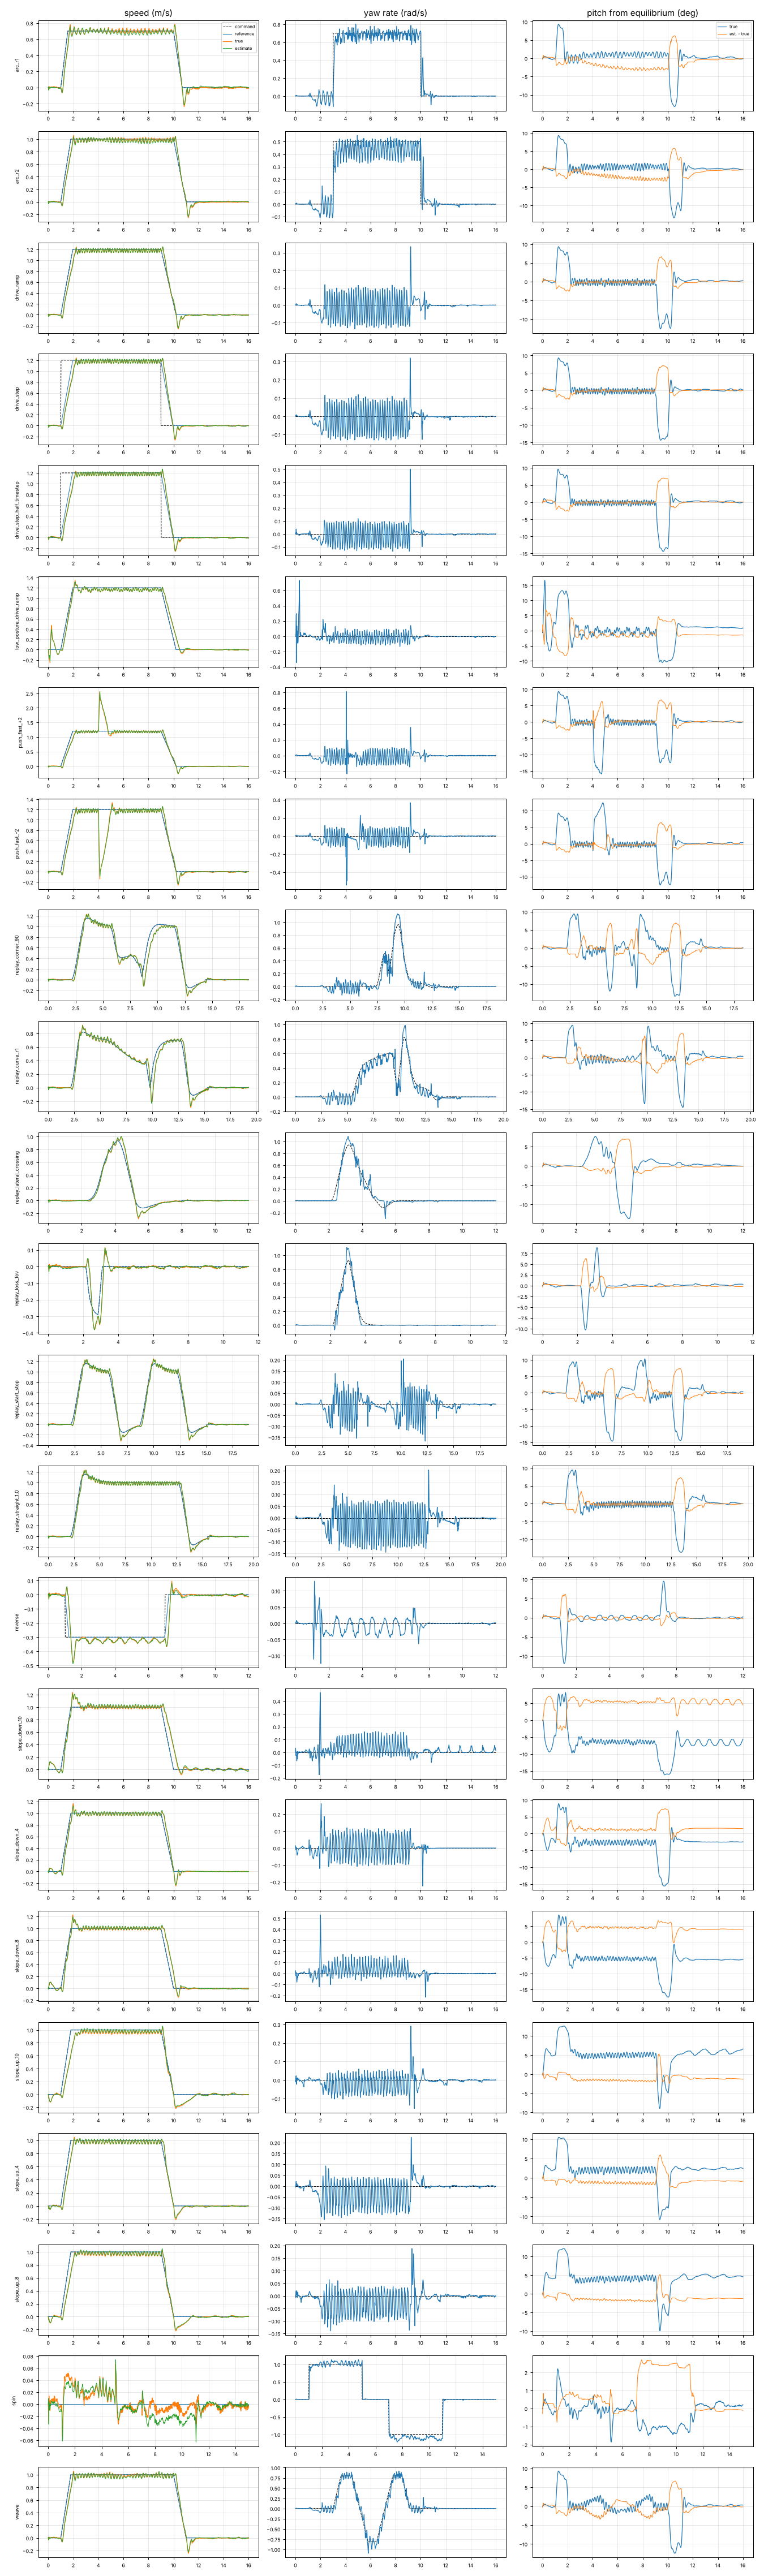 speed (m/s)
yaw rate (rad/s)
pitch from equilibrium (deg)
command
reference
true
estimate
true
est. - true
arc_r1
arc_r2
drive_ramp
drive_step
drive_step_half_timestep
low_posture_drive_ramp
push_fast_+2
push_fast_-2
replay_corner_90
replay_curve_r1
replay_lateral_crossing
replay_loss_fov
replay_start_stop
replay_straight_1.0
reverse
slope_down_10
slope_down_4
slope_down_8
slope_up_10
slope_up_4
slope_up_8
spin
weave